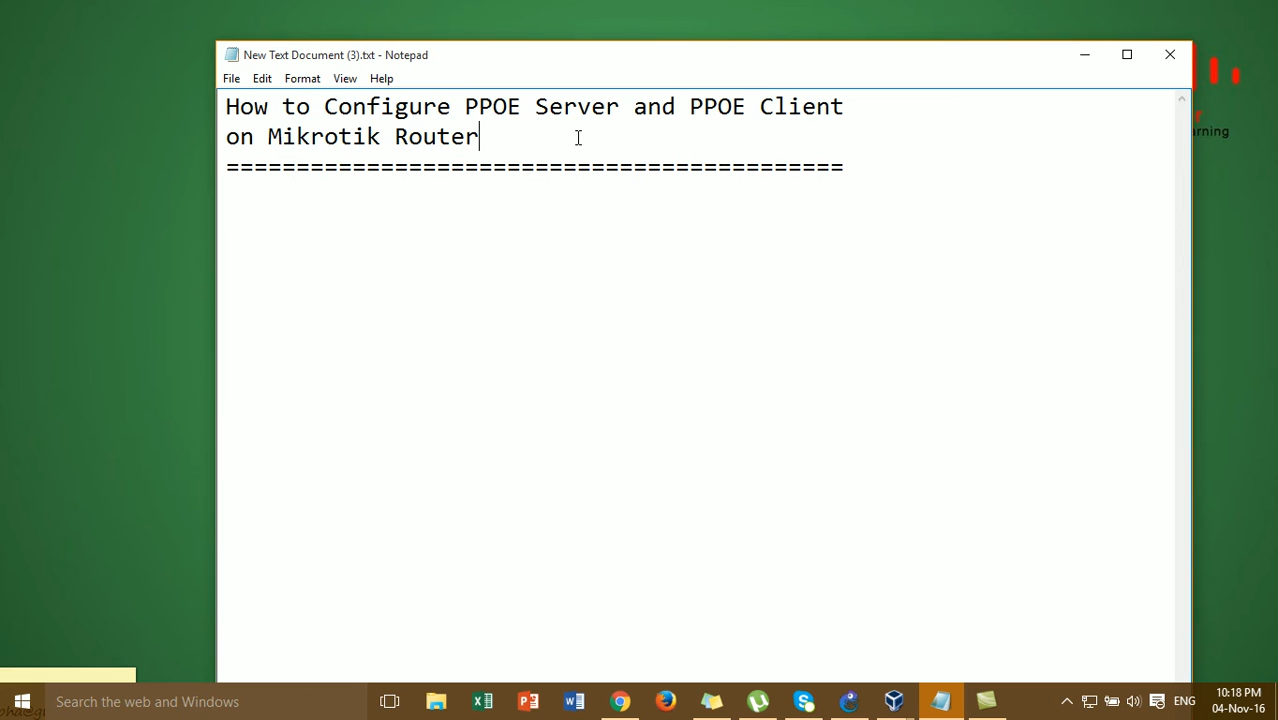 New Text Document (3).txt - Notepad
File Edit Format View Help
How to Configure PPOE Server and PPOE Client
on Mikrotik Router
============================================
arning
Search the web and Windows
ENG
10:18 PM
04-Nov-16